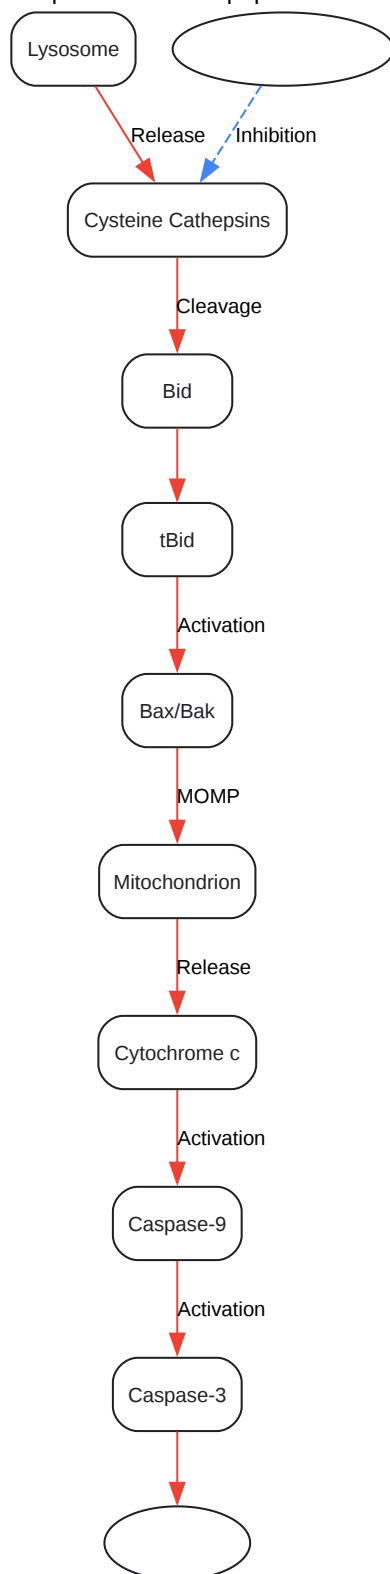 Lysosome
Release
Inhibition
Cysteine Cathepsins
Cleavage
Bid
tBid
Activation
Bax/Bak
MOMP
Mitochondrion
Release
Cytochrome c
Activation
Caspase-9
Activation
Caspase-3